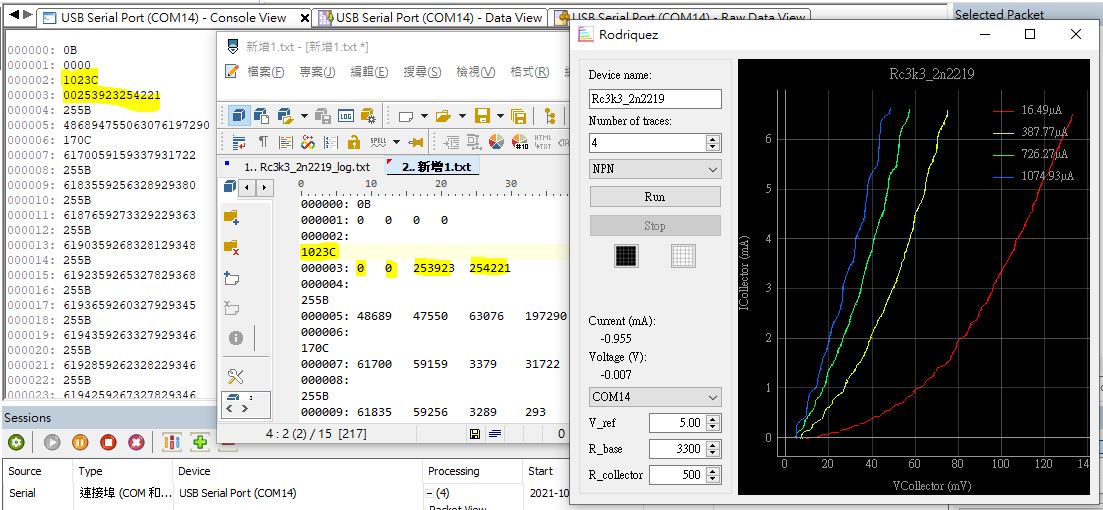 USB Serial Port (COM14) - Console View
USB Serial Port (COM14) - Data View
USB Serial Port (COM14) - Raw Data View
Selected Packet
000000: 0B
000001: 0000
000002:
1023C
000003:
00253923254221
000004:
255B
000005: 486894755063076197290
000006:
170C
000007: 6170059159337931722
000008:
255B
000009: 6183559256328929380
000010:
255B
000011: 6187659273329229363
000012:
255B
000013: 6190359268328129348
000014:
255B
000015: 6192359256329829368
000016:
255B
000017: 6193659260327929345
000018:
255B
000019: 6194359263327929346
000020:
255B
000021: 6192859262328229346
000022:
255B
000023: 6194259267328929346
新增1.txt - [新增1.txt *]
檔案(F) 專案(J) 編輯(E) 搜尋(S) 檢視(V) 格式(R)
1.. Rc3k3_2n2219_log.txt
2.. 新增1.txt
0 10 20 30
000000: 0B
000001: 0 0 0 0
000002:
1023C
000003: 0 0 253923 254221
000004:
255B
000005: 48689 47550 63076 197290
000006:
170C
000007: 61700 59159 3379 31722
000008:
255B
000009: 61835 59256 3289 293
4 : 2 (2) / 15 [217]
0
Rodriquez
Device name:
Rc3k3_2n2219
Number of traces:
4
NPN
Run
Stop
Current (mA):
-0.955
Voltage (V):
-0.007
COM14
V_ref 5.00
R_base 3300
R_collector 500
Rc3k3_2n2219
16.49µA
387.77µA
726.27µA
1074.93µA
ICollector (mA)
6
5
4
3
2
1
0
0 20 40 60 80 100 120 14
VCollector (mV)
Sessions
Source Type Device Processing Start
Serial 連接埠 (COM 和... USB Serial Port (COM14) (4) 2021-10
Packet View